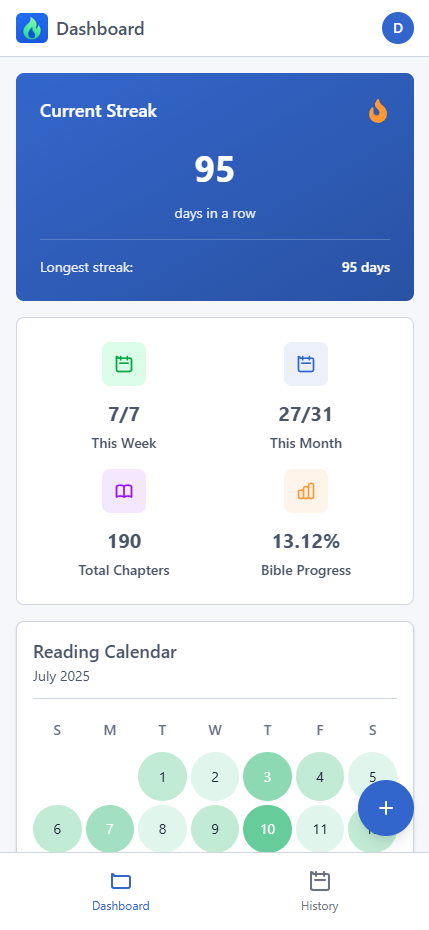 Dashboard
D
Current Streak
95
days in a row
Longest streak: 95 days
7/7 27/31
This Week This Month
190 13.12%
Total Chapters Bible Progress
Reading Calendar
July 2025
S M T W T F S
1 2 3 4 5
6 7 8 9 10 11
Dashboard History